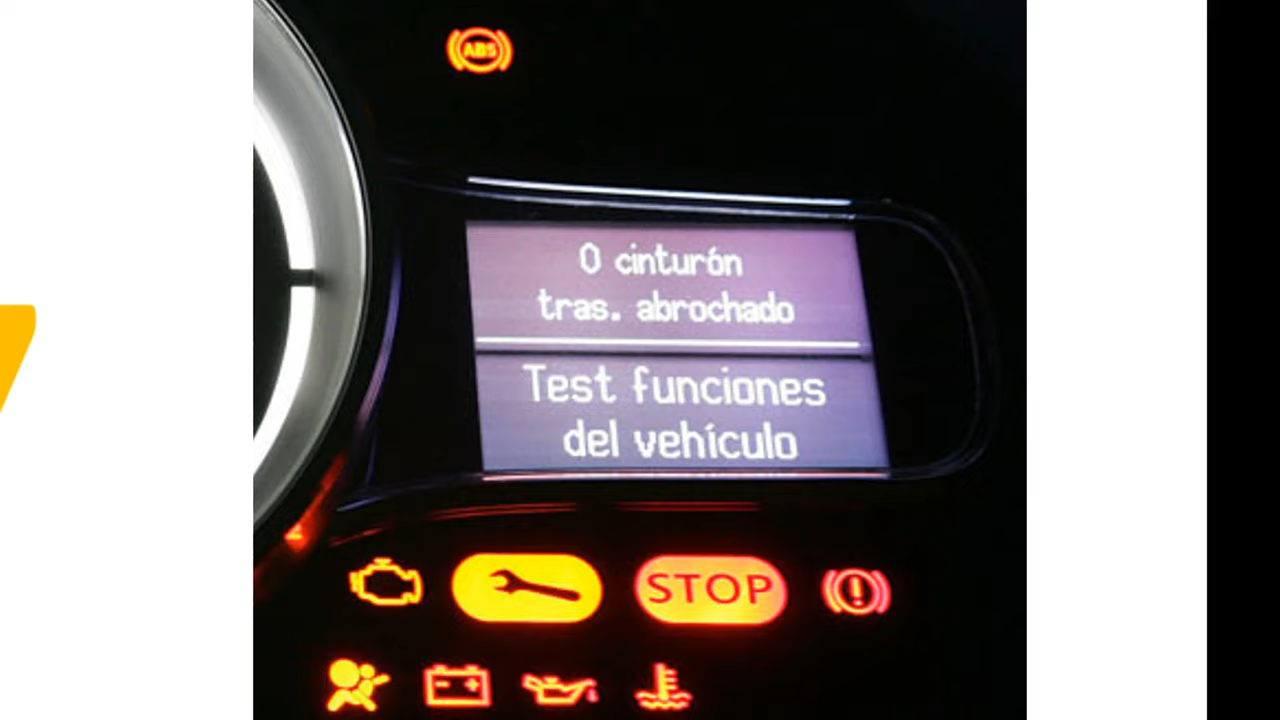 ABS
0 cinturón
tras. abrochado
Test funciones
del vehículo
STOP